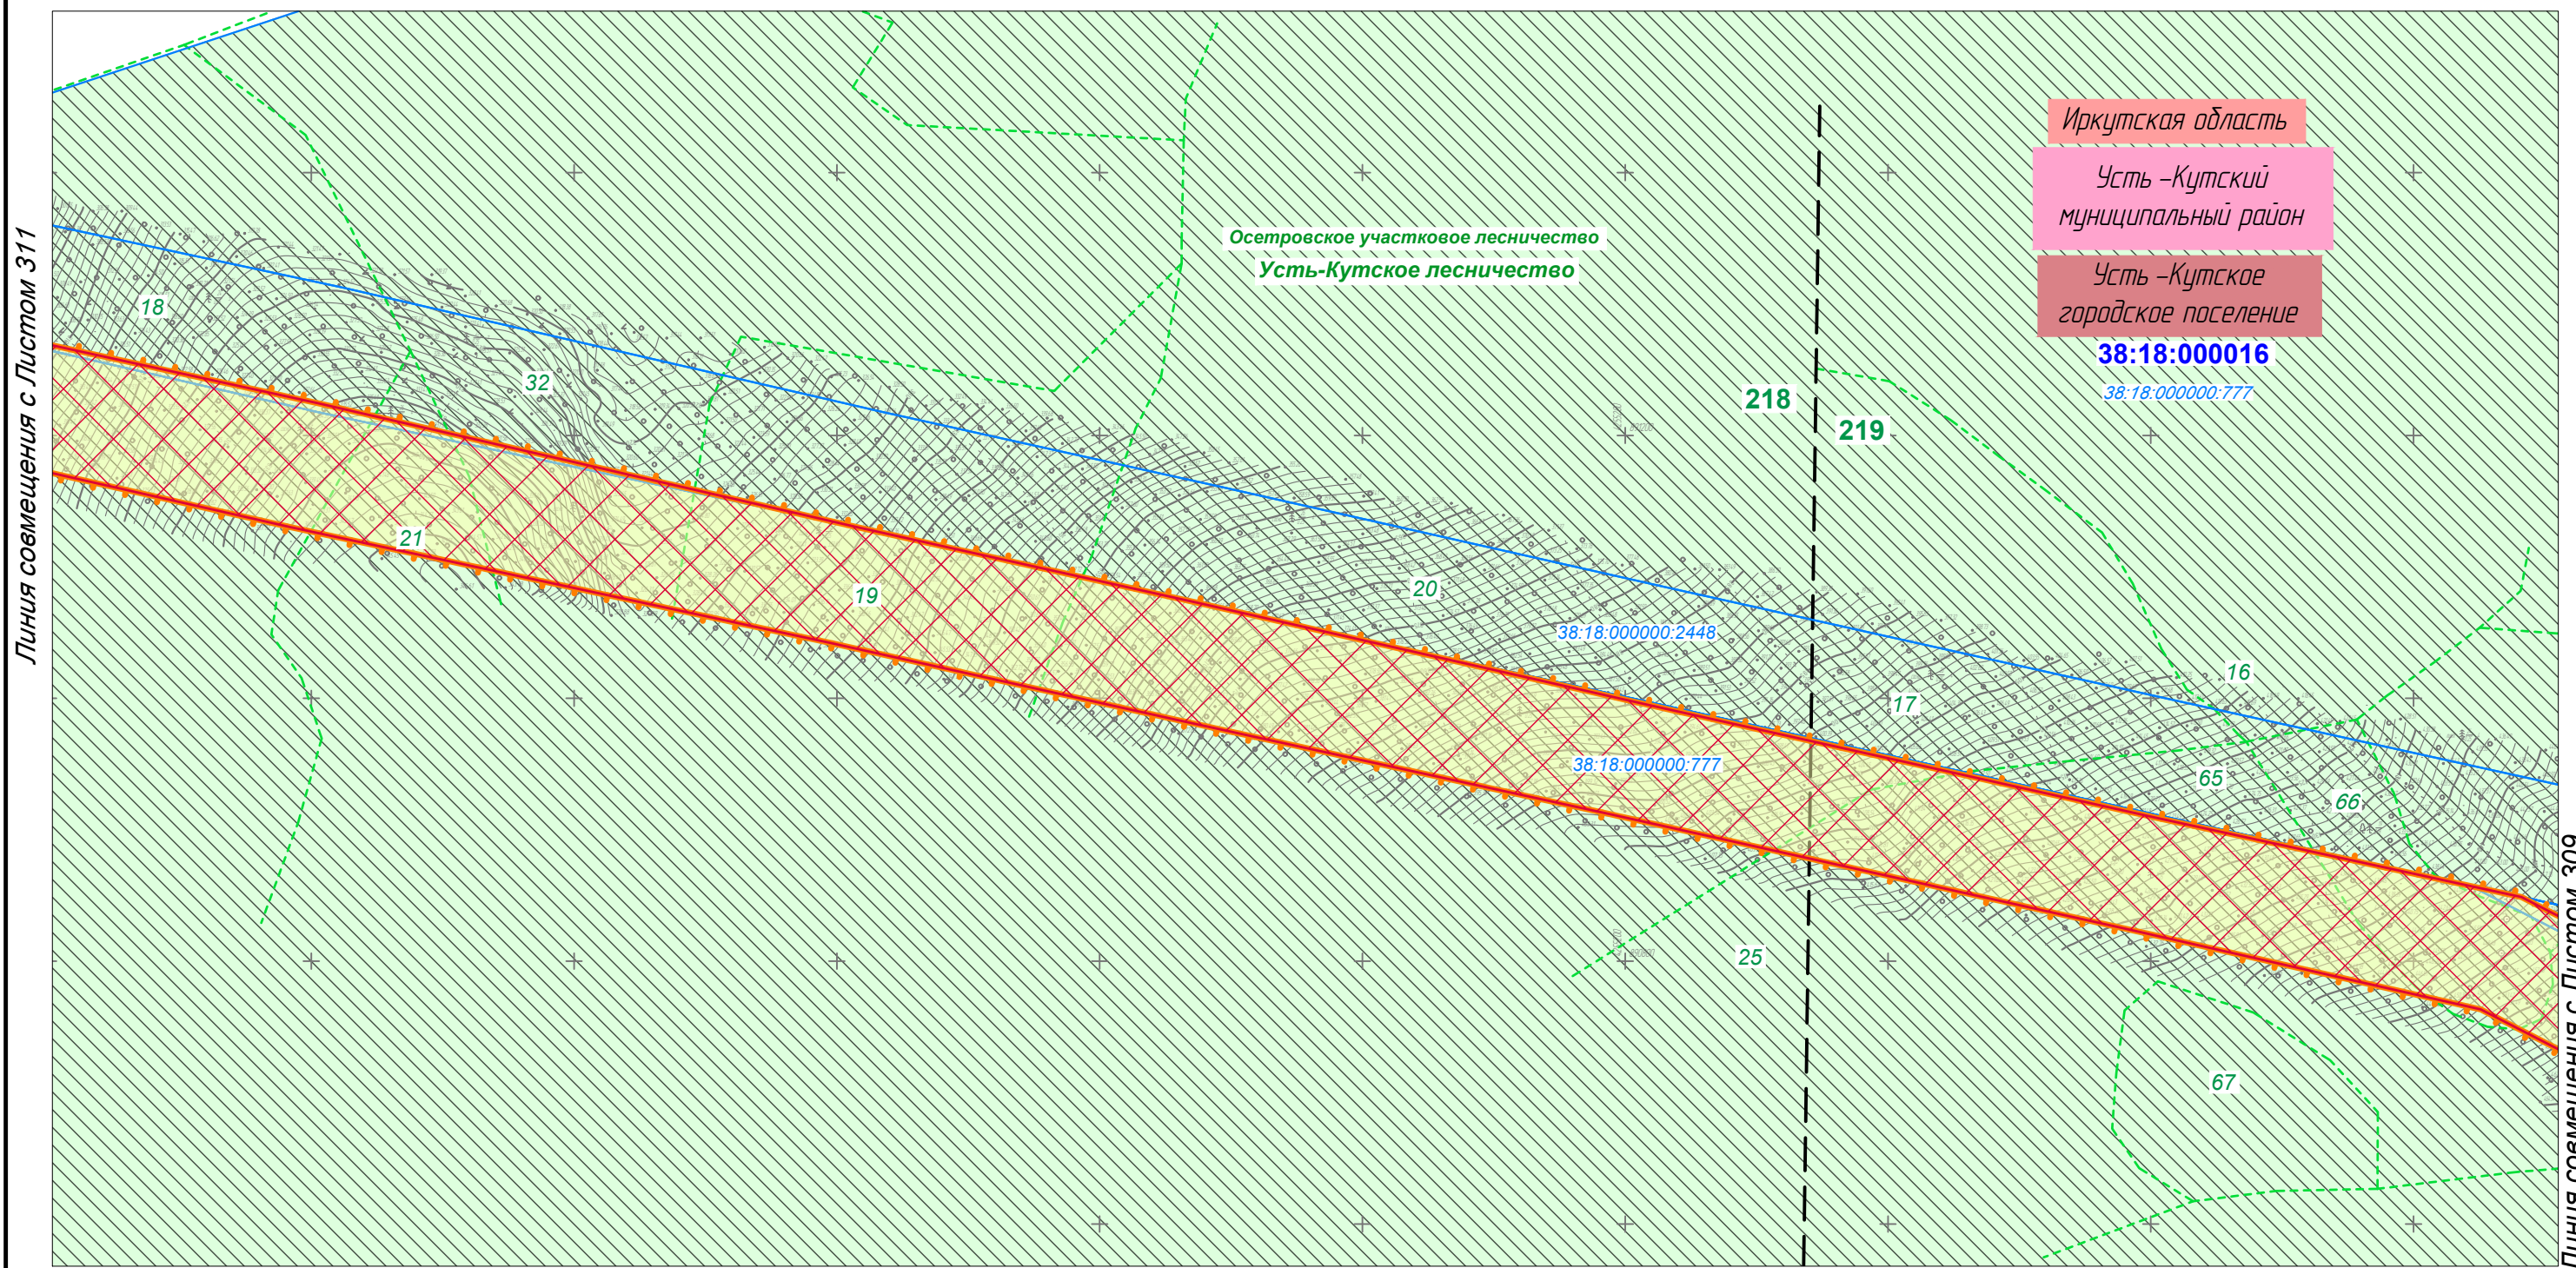 Линия совмещения с Листом 311
Иркутская область
Усть –Кутский
муниципальный район
Усть –Кутское
городское поселение
38:18:000016
38:18:000000:777
Осетровское участковое лесничество
Усть-Кутское лесничество
218
219
18
32
21
19
20
38:18:000000:2448
38:18:000000:777
17
16
65
66
25
67
Линия совмещения с Листом 309